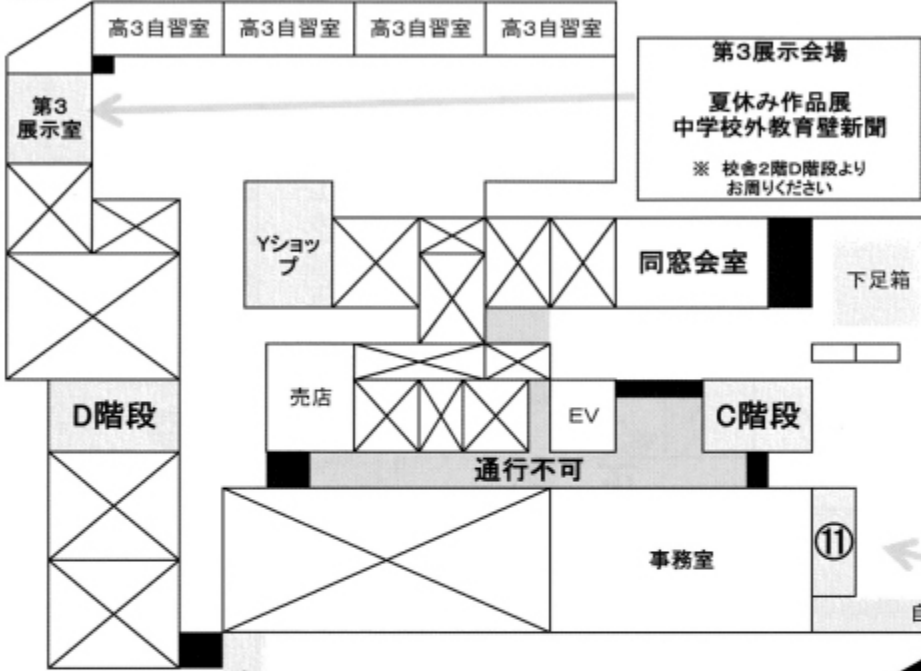 高3自習室
高3自習室
高3自習室
高3自習室
第3展示会場
夏休み作品展
中学校外教育壁新聞
※ 校舎2階D階段より
お周りください
第3
展示室
Yショッ
プ
同窓会室
下足箱
売店
D階段
EV
C階段
通行不可
事務室
⑪
自